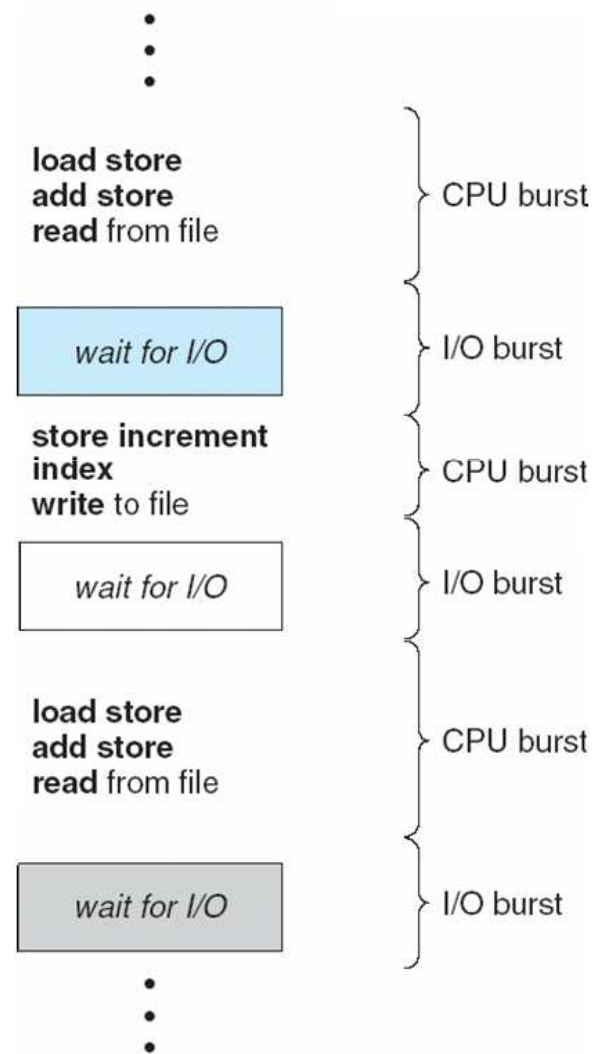 load store
add store
read from file
CPU burst
wait for I/O
I/O burst
store increment
index
write to file
CPU burst
wait for I/O
I/O burst
load store
add store
read from file
CPU burst
wait for I/O
I/O burst